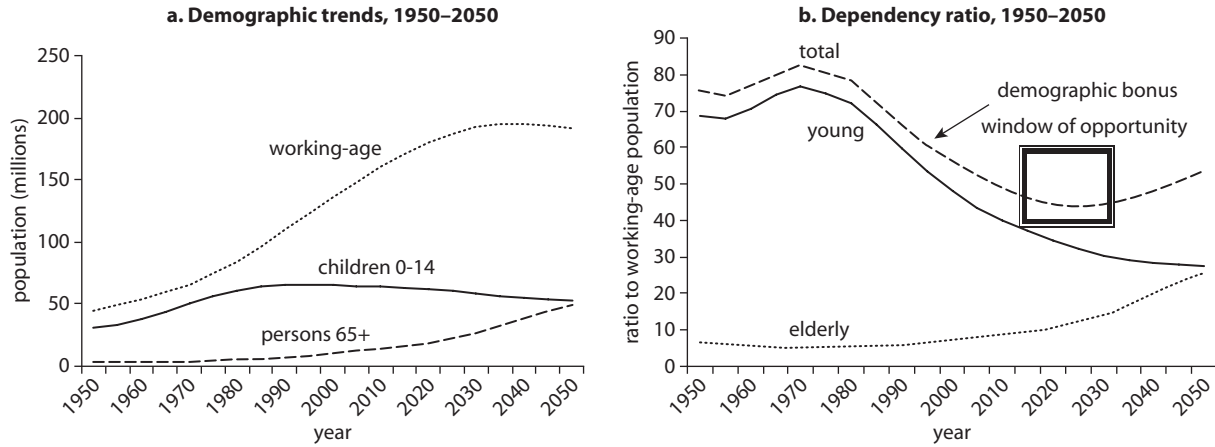 a. Demographic trends, 1950–2050
population (millions)
250
200
150
100
50
0
working-age
children 0-14
persons 65+
1950
1960
1970
1980
1990
2000
2010
2020
2030
2040
2050
year
b. Dependency ratio, 1950–2050
ratio to working-age population
90
80
70
60
50
40
30
20
10
0
total
young
demographic bonus
window of opportunity
elderly
1950
1960
1970
1980
1990
2000
2010
2020
2030
2040
2050
year